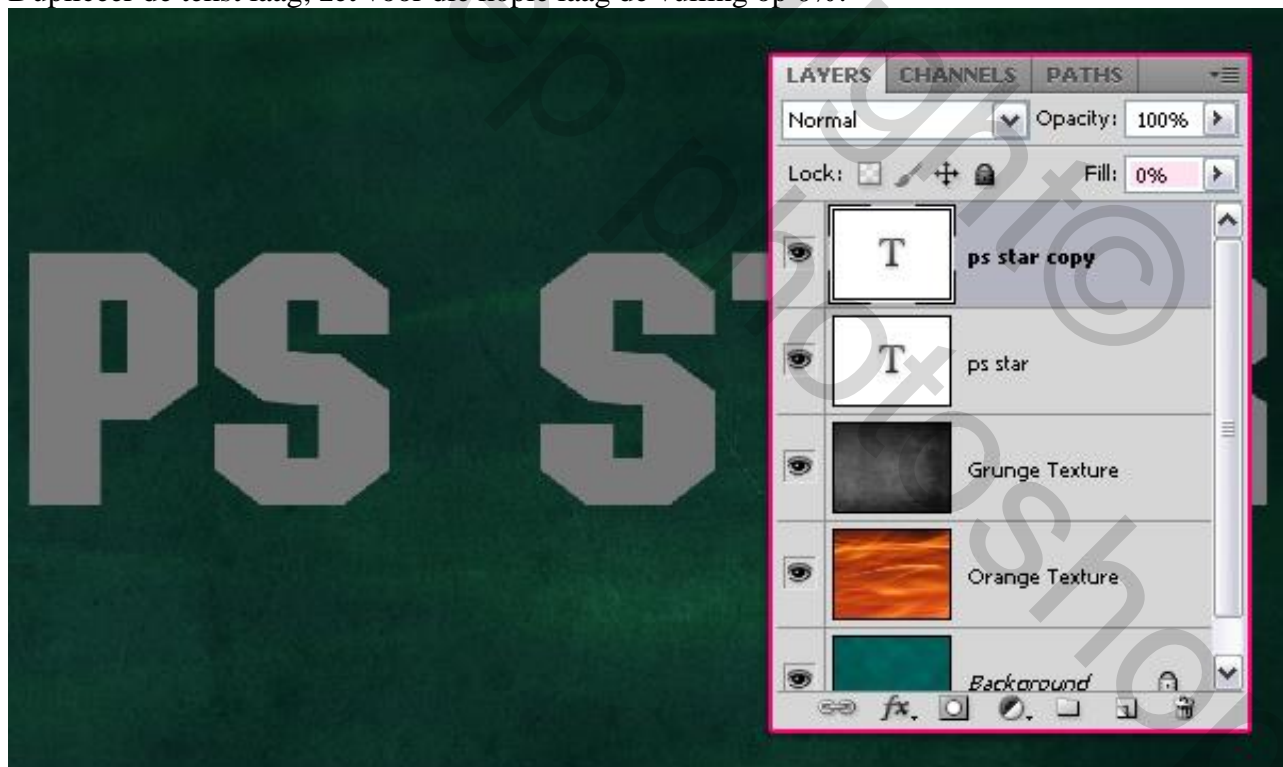 Dupliceer de tekst laag, zet voor die kopie laag de vulling op 0%.
LAYERS CHANNELS PATHS
Normal Opacity: 100%
Lock: Fill: 0%
PS ST
T ps star copy
T ps star
Grunge Texture
Orange Texture
Background
fx.